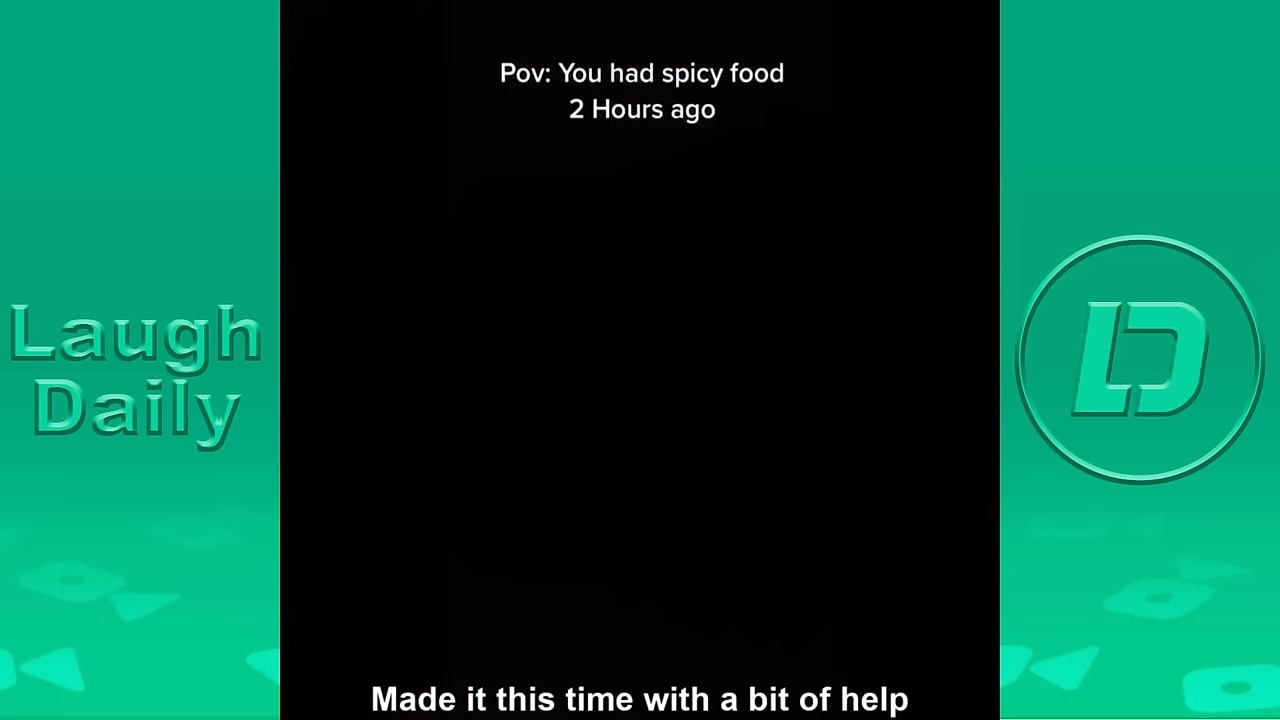 Pov: You had spicy food
2 Hours ago
Laugh
Daily
LD
Made it this time with a bit of help